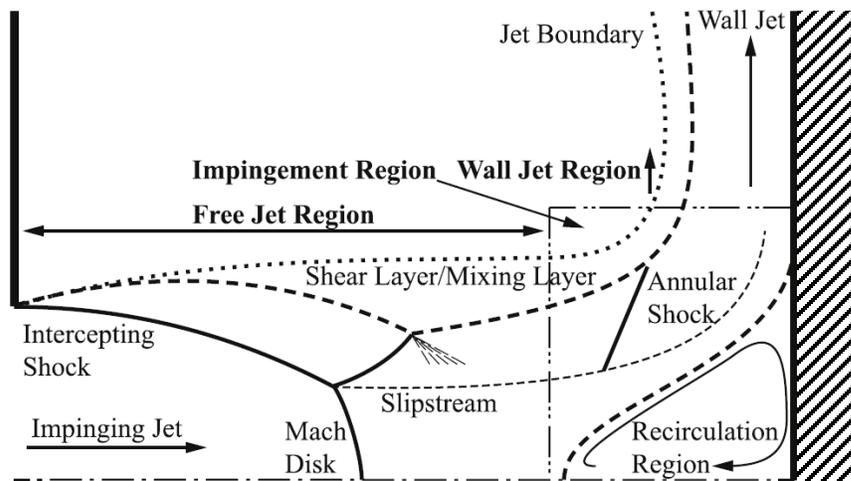 Wall Jet
Jet Boundary
Impingement Region
Wall Jet Region
Free Jet Region
Shear Layer/Mixing Layer
Annular
Shock
Intercepting
Shock
Slipstream
Impinging Jet
Mach
Disk
Recirculation
Region